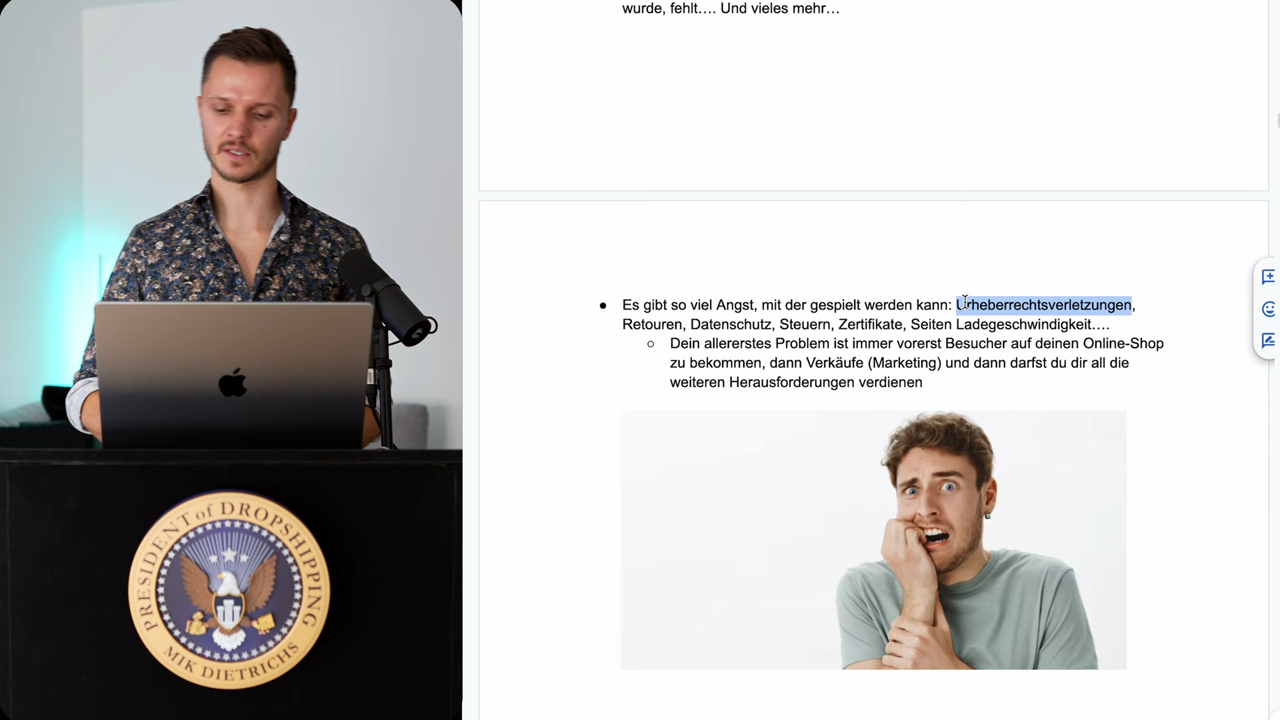 wurde, fehlt…. Und vieles mehr…
● Es gibt so viel Angst, mit der gespielt werden kann: Urheberrechtsverletzungen,
Retouren, Datenschutz, Steuern, Zertifikate, Seiten Ladegeschwindigkeit….
○ Dein allererstes Problem ist immer vorerst Besucher auf deinen Online-Shop
zu bekommen, dann Verkäufe (Marketing) und dann darfst du dir all die
weiteren Herausforderungen verdienen
PRESIDENT of DROPSHIPPING
MIK DIETRICHS